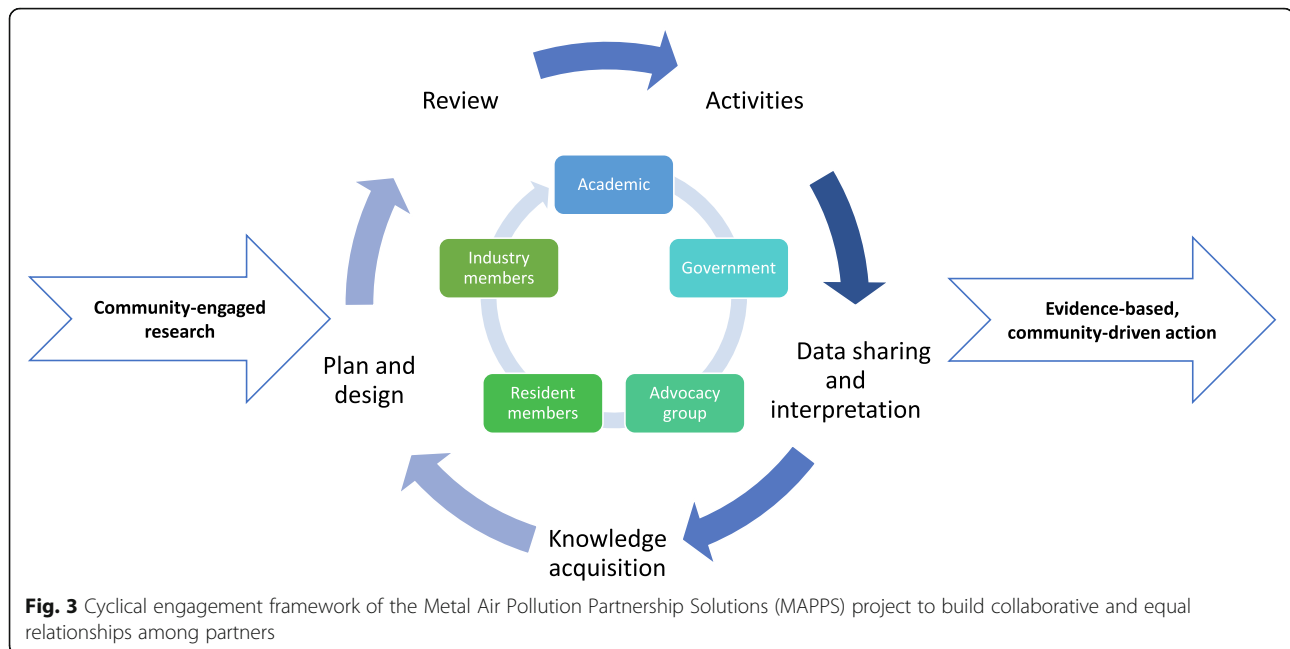 Review
Activities
Academic
Industry
members
Government
Community-engaged
research
Evidence-based,
community-driven action
Plan and
design
Data sharing
and
interpretation
Resident
members
Advocacy
group
Knowledge
acquisition
Fig. 3 Cyclical engagement framework of the Metal Air Pollution Partnership Solutions (MAPPS) project to build collaborative and equal
relationships among partners